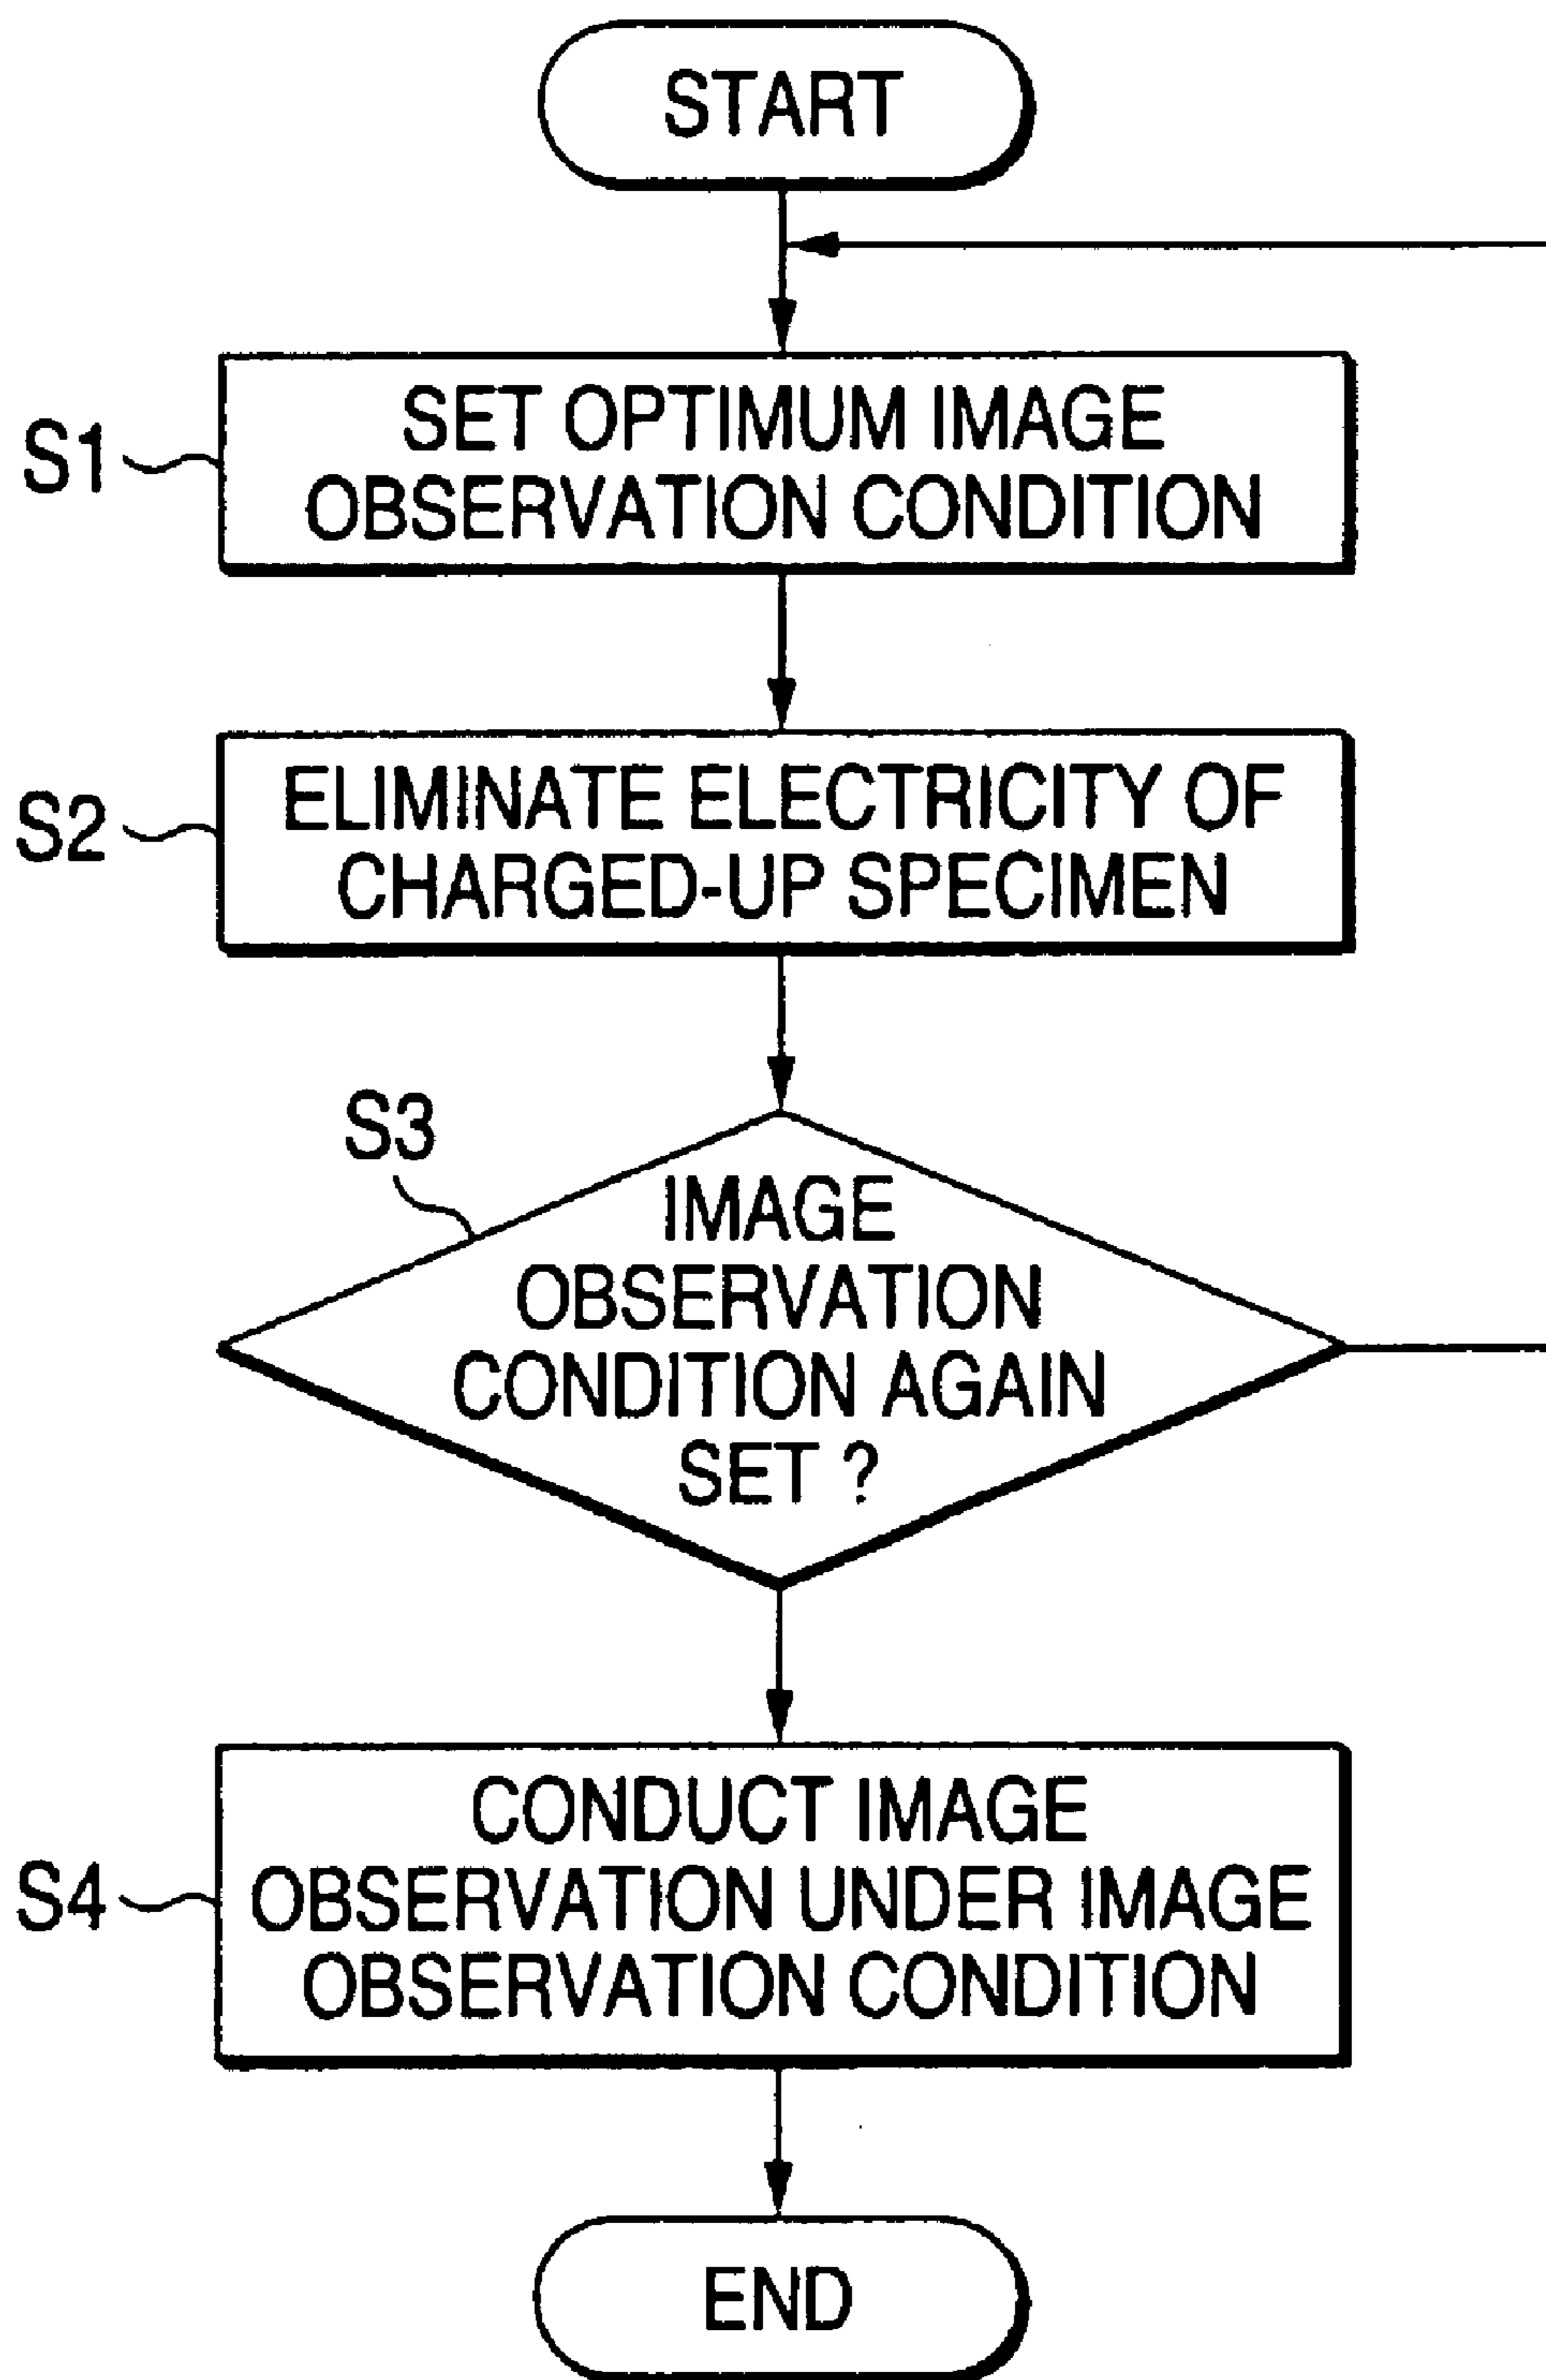 START
S1
SET OPTIMUM IMAGE
OBSERVATION CONDITION
S2
ELIMINATE ELECTRICITY OF
CHARGED-UP SPECIMEN
S3
IMAGE
OBSERVATION
CONDITION AGAIN
SET ?
S4
CONDUCT IMAGE
OBSERVATION UNDER IMAGE
OBSERVATION CONDITION
END